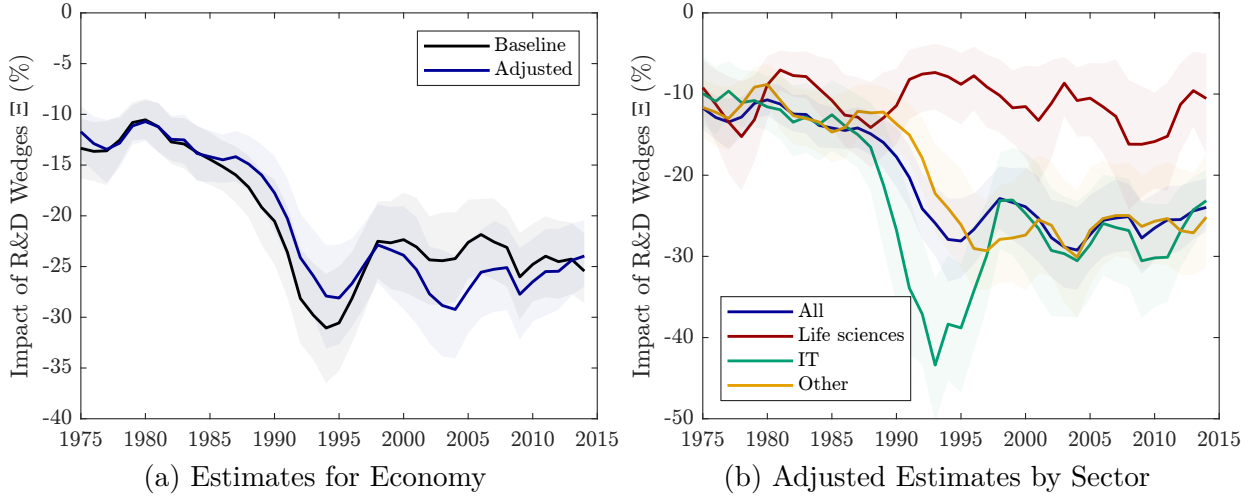 0
-5
-10
-15
-20
-25
-30
-35
-40
Impact of R&D Wedges Ξ (%)
1975 1980 1985 1990 1995 2000 2005 2010 2015
Baseline
Adjusted
(a) Estimates for Economy
0
-10
-20
-30
-40
-50
Impact of R&D Wedges Ξ (%)
1975 1980 1985 1990 1995 2000 2005 2010 2015
All
Life sciences
IT
Other
(b) Adjusted Estimates by Sector